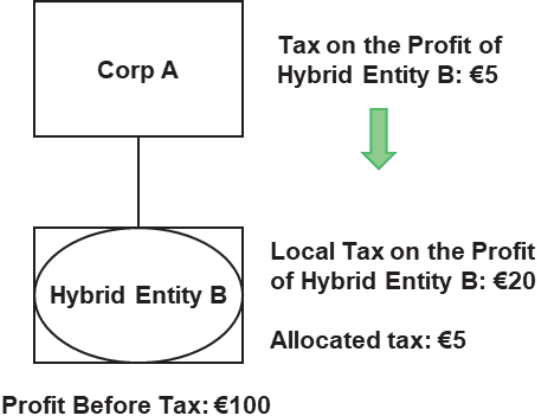 Corp A
Tax on the Profit of
Hybrid Entity B: €5
Hybrid Entity B
Local Tax on the Profit
of Hybrid Entity B: €20
Allocated tax: €5
Profit Before Tax: €100